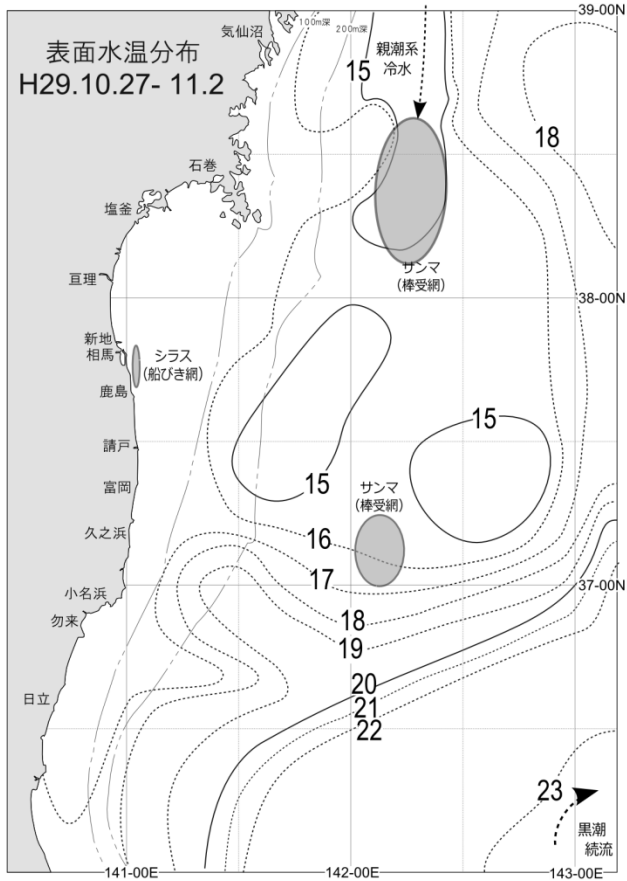 39-00N
気仙沼
100m深
200m深
表面水温分布
H29.10.27- 11.2
15
親潮系
冷水
18
石巻
塩釜
サンマ
(棒受網)
亘理
38-00N
新地
相馬
シラス
(船びき網)
鹿島
15
請戸
15
富岡
サンマ
(棒受網)
久之浜
16
17
37-00N
小名浜
勿来
18
19
20
日立
21
22
23
黒潮
続流
141-00E
142-00E
143-00E